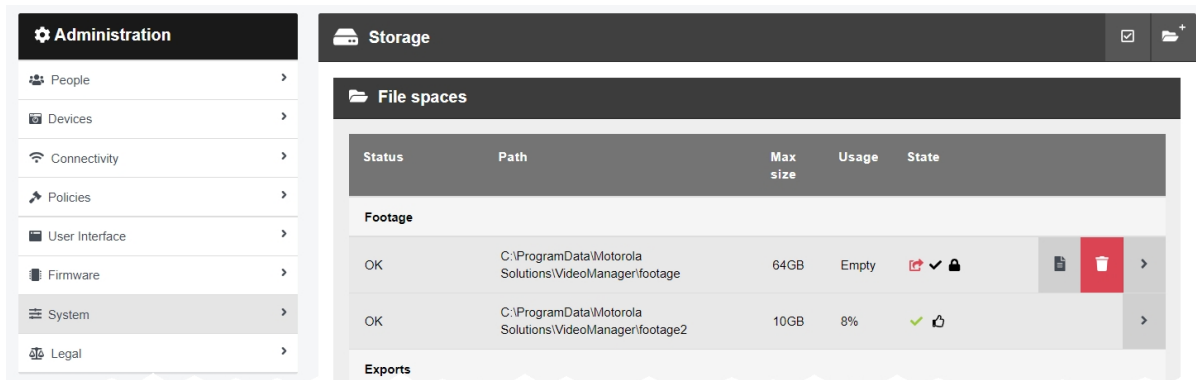 Administration
People
Devices
Connectivity
Policies
User Interface
Firmware
System
Legal
Storage
File spaces
Status Path Max size Usage State
Footage
OK C:\ProgramData\Motorola Solutions\VideoManager\footage 64GB Empty
OK C:\ProgramData\Motorola Solutions\VideoManager\footage2 10GB 8%
Exports